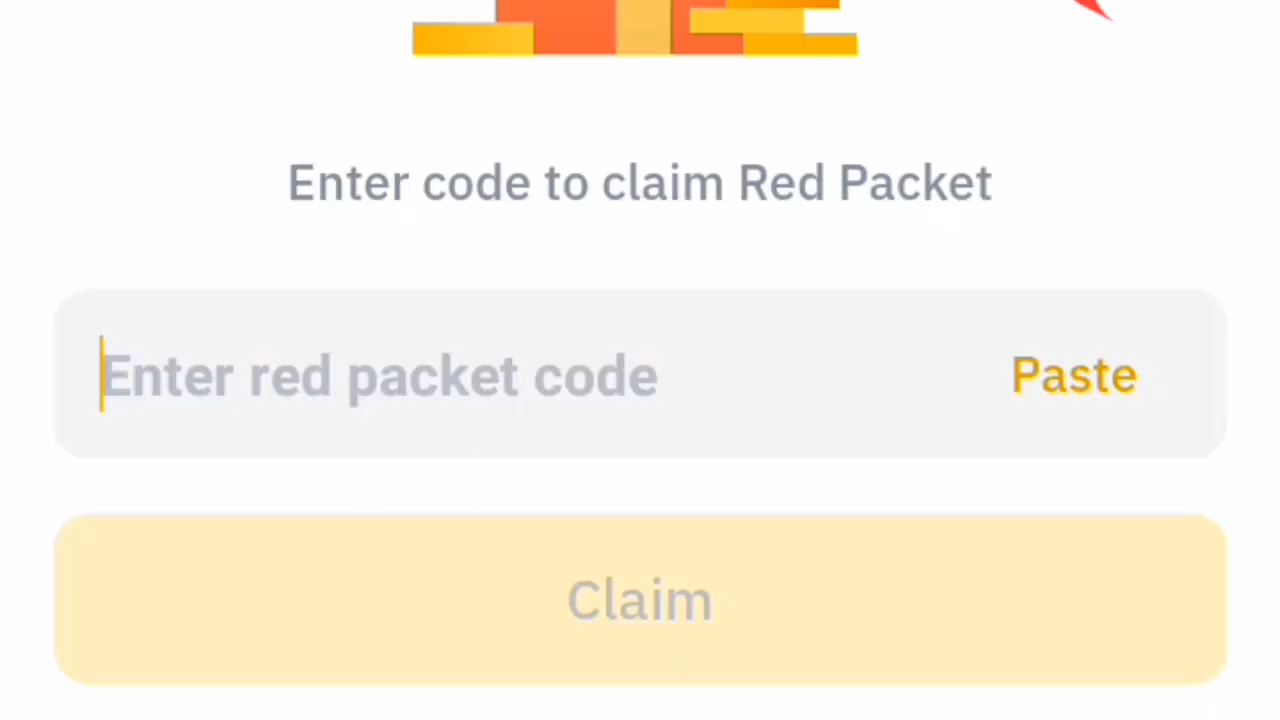 Enter code to claim Red Packet
Enter red packet code
Paste
Claim